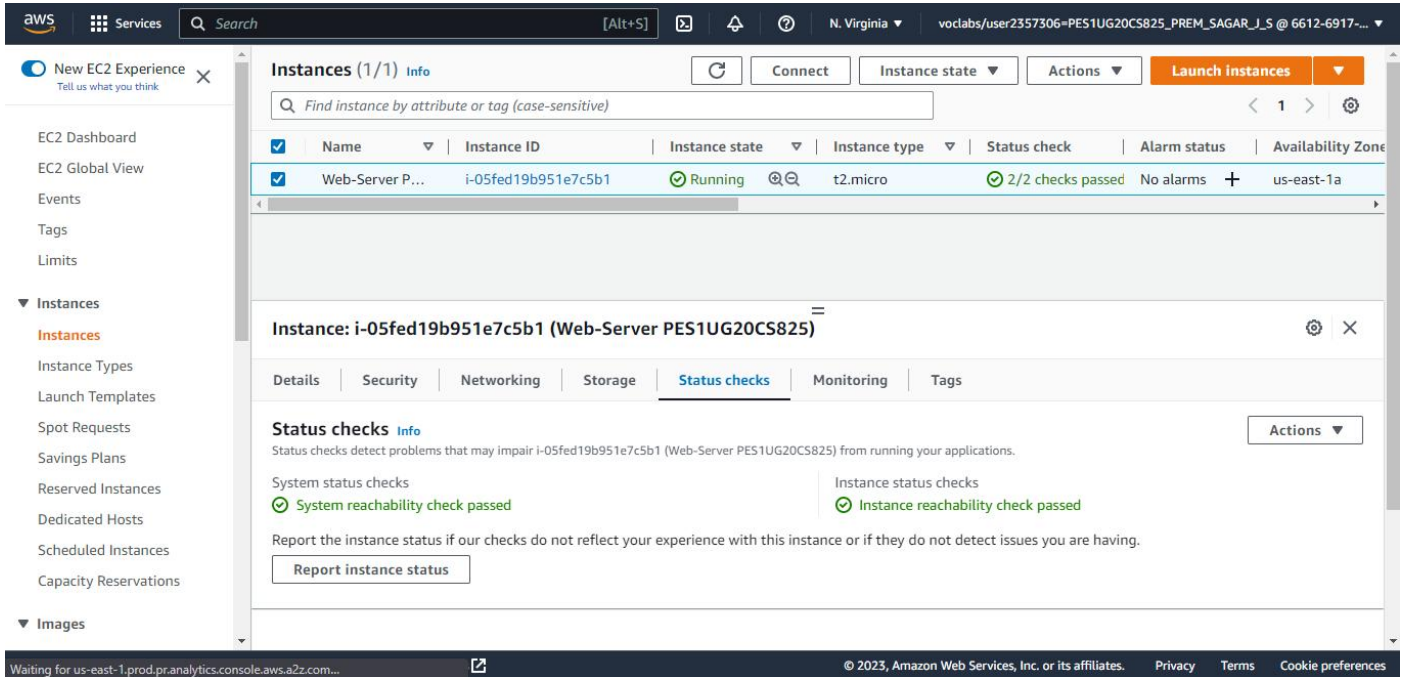 aws Services Search [Alt+S] N. Virginia ▼ voclabs/user2357306=PES1UG20CS825_PREM_SAGAR_J_S @ 6612-6917-... ▼
New EC2 Experience
Tell us what you think
EC2 Dashboard
EC2 Global View
Events
Tags
Limits
▼ Instances
Instances
Instance Types
Launch Templates
Spot Requests
Savings Plans
Reserved Instances
Dedicated Hosts
Scheduled Instances
Capacity Reservations
▼ Images
Instances (1/1) Info Connect Instance state ▼ Actions ▼ Launch instances ▼
Find instance by attribute or tag (case-sensitive) < 1 >
Name Instance ID Instance state Instance type Status check Alarm status Availability Zone
Web-Server P... i-05fed19b951e7c5b1 Running t2.micro 2/2 checks passed No alarms + us-east-1a
Instance: i-05fed19b951e7c5b1 (Web-Server PES1UG20CS825)
Details Security Networking Storage Status checks Monitoring Tags
Status checks Info Actions ▼
Status checks detect problems that may impair i-05fed19b951e7c5b1 (Web-Server PES1UG20CS825) from running your applications.
System status checks Instance status checks
System reachability check passed Instance reachability check passed
Report the instance status if our checks do not reflect your experience with this instance or if they do not detect issues you are having.
Report instance status
Waiting for us-east-1.prod.pr.analytics.console.aws.a2z.com... © 2023, Amazon Web Services, Inc. or its affiliates. Privacy Terms Cookie preferences